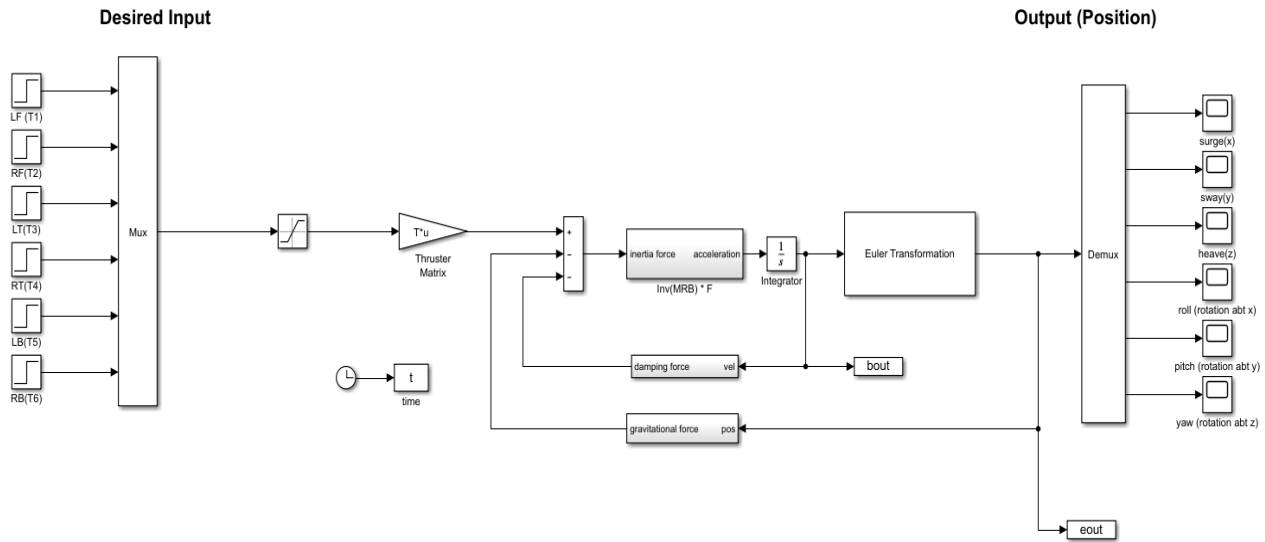 Desired Input
Output (Position)
LF (T1)
RF(T2)
LT(T3)
RT(T4)
LB(T5)
RB(T6)
Mux
T*u
Thruster
Matrix
t
time
+
−
−
inertia force
acceleration
Inv(MRB) * F
1
s
Integrator
Euler Transformation
damping force
vel
bout
gravitational force
pos
eout
Demux
surge(x)
sway(y)
heave(z)
roll (rotation abt x)
pitch (rotation abt y)
yaw (rotation abt z)